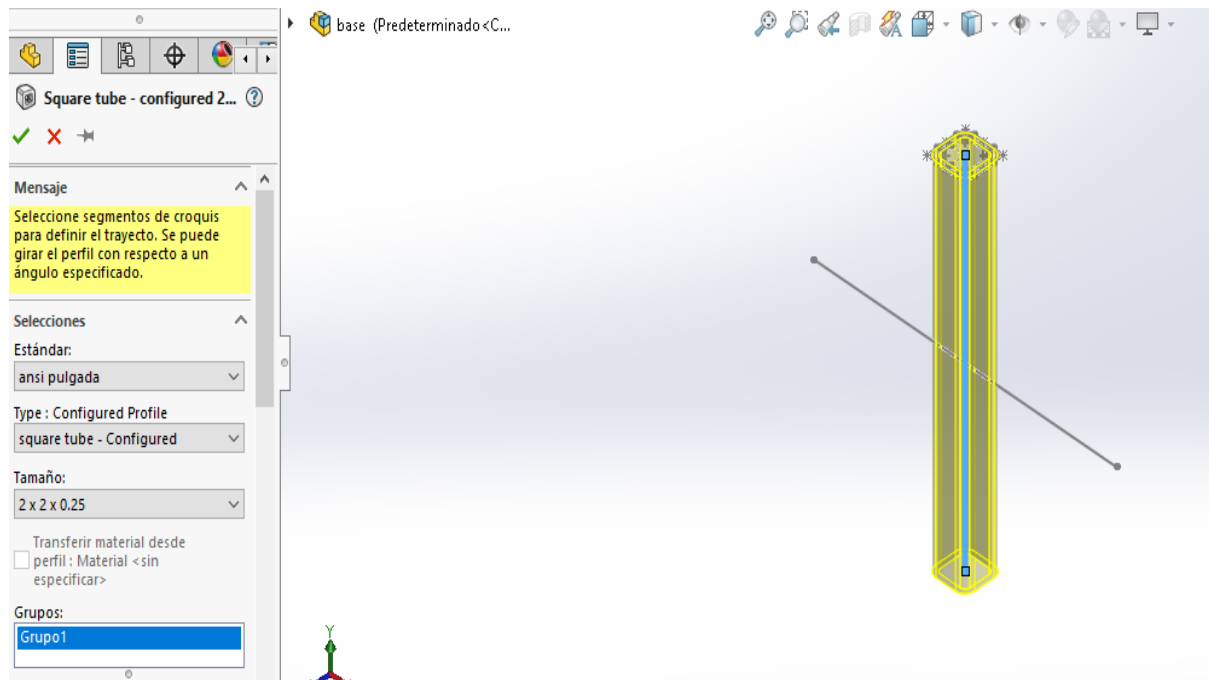 base (Predeterminado<C...
Square tube - configured 2...
Mensaje
Seleccione segmentos de croquis
para definir el trayecto. Se puede
girar el perfil con respecto a un
ángulo especificado.
Selecciones
Estándar:
ansi pulgada
Type : Configured Profile
square tube - Configured
Tamaño:
2 x 2 x 0.25
Transferir material desde
perfil : Material <sin
especificar>
Grupos:
Grupo1
Y